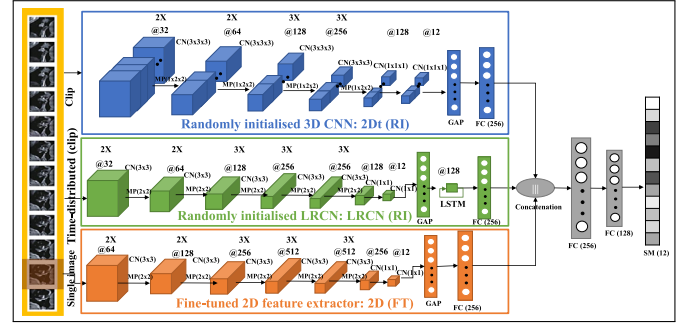 2X 2X 3X 3X
@32 @64 @128 @256 @128 @12
CN(3x3x3) CN(3x3x3) CN(3x3x3) CN(3x3x3) CN(1x1x1) CN(1x1x1)
MP(1x2x2) MP(1x2x2) MP(1x2x2) MP(1x2x2)
GAP FC (256)
Clip
Randomly initialised 3D CNN: 2Dt (RI)
2X 2X 3X 3X 3X
@32 @64 @128 @256 @256 @128 @12 @128
CN(3x3) CN(3x3) CN(3x3) CN(3x3) CN(3x3) CN(1x1) CN(1x1)
MP(2x2) MP(2x2) MP(2x2) MP(2x2) MP(2x2)
GAP LSTM FC (256)
Time-distributed (clip)
Randomly initialised LRCN: LRCN (RI)
2X 2X 3X 3X 3X
@64 @128 @256 @512 @512 @256 @12
CN(3x3) CN(3x3) CN(3x3) CN(3x3) CN(3x3) CN(1x1) CN(1x1)
MP(2x2) MP(2x2) MP(2x2) MP(2x2) MP(2x2)
GAP FC (256)
Single image
Fine-tuned 2D feature extractor: 2D (FT)
Concatenation
FC (256)
FC (128)
SM (12)